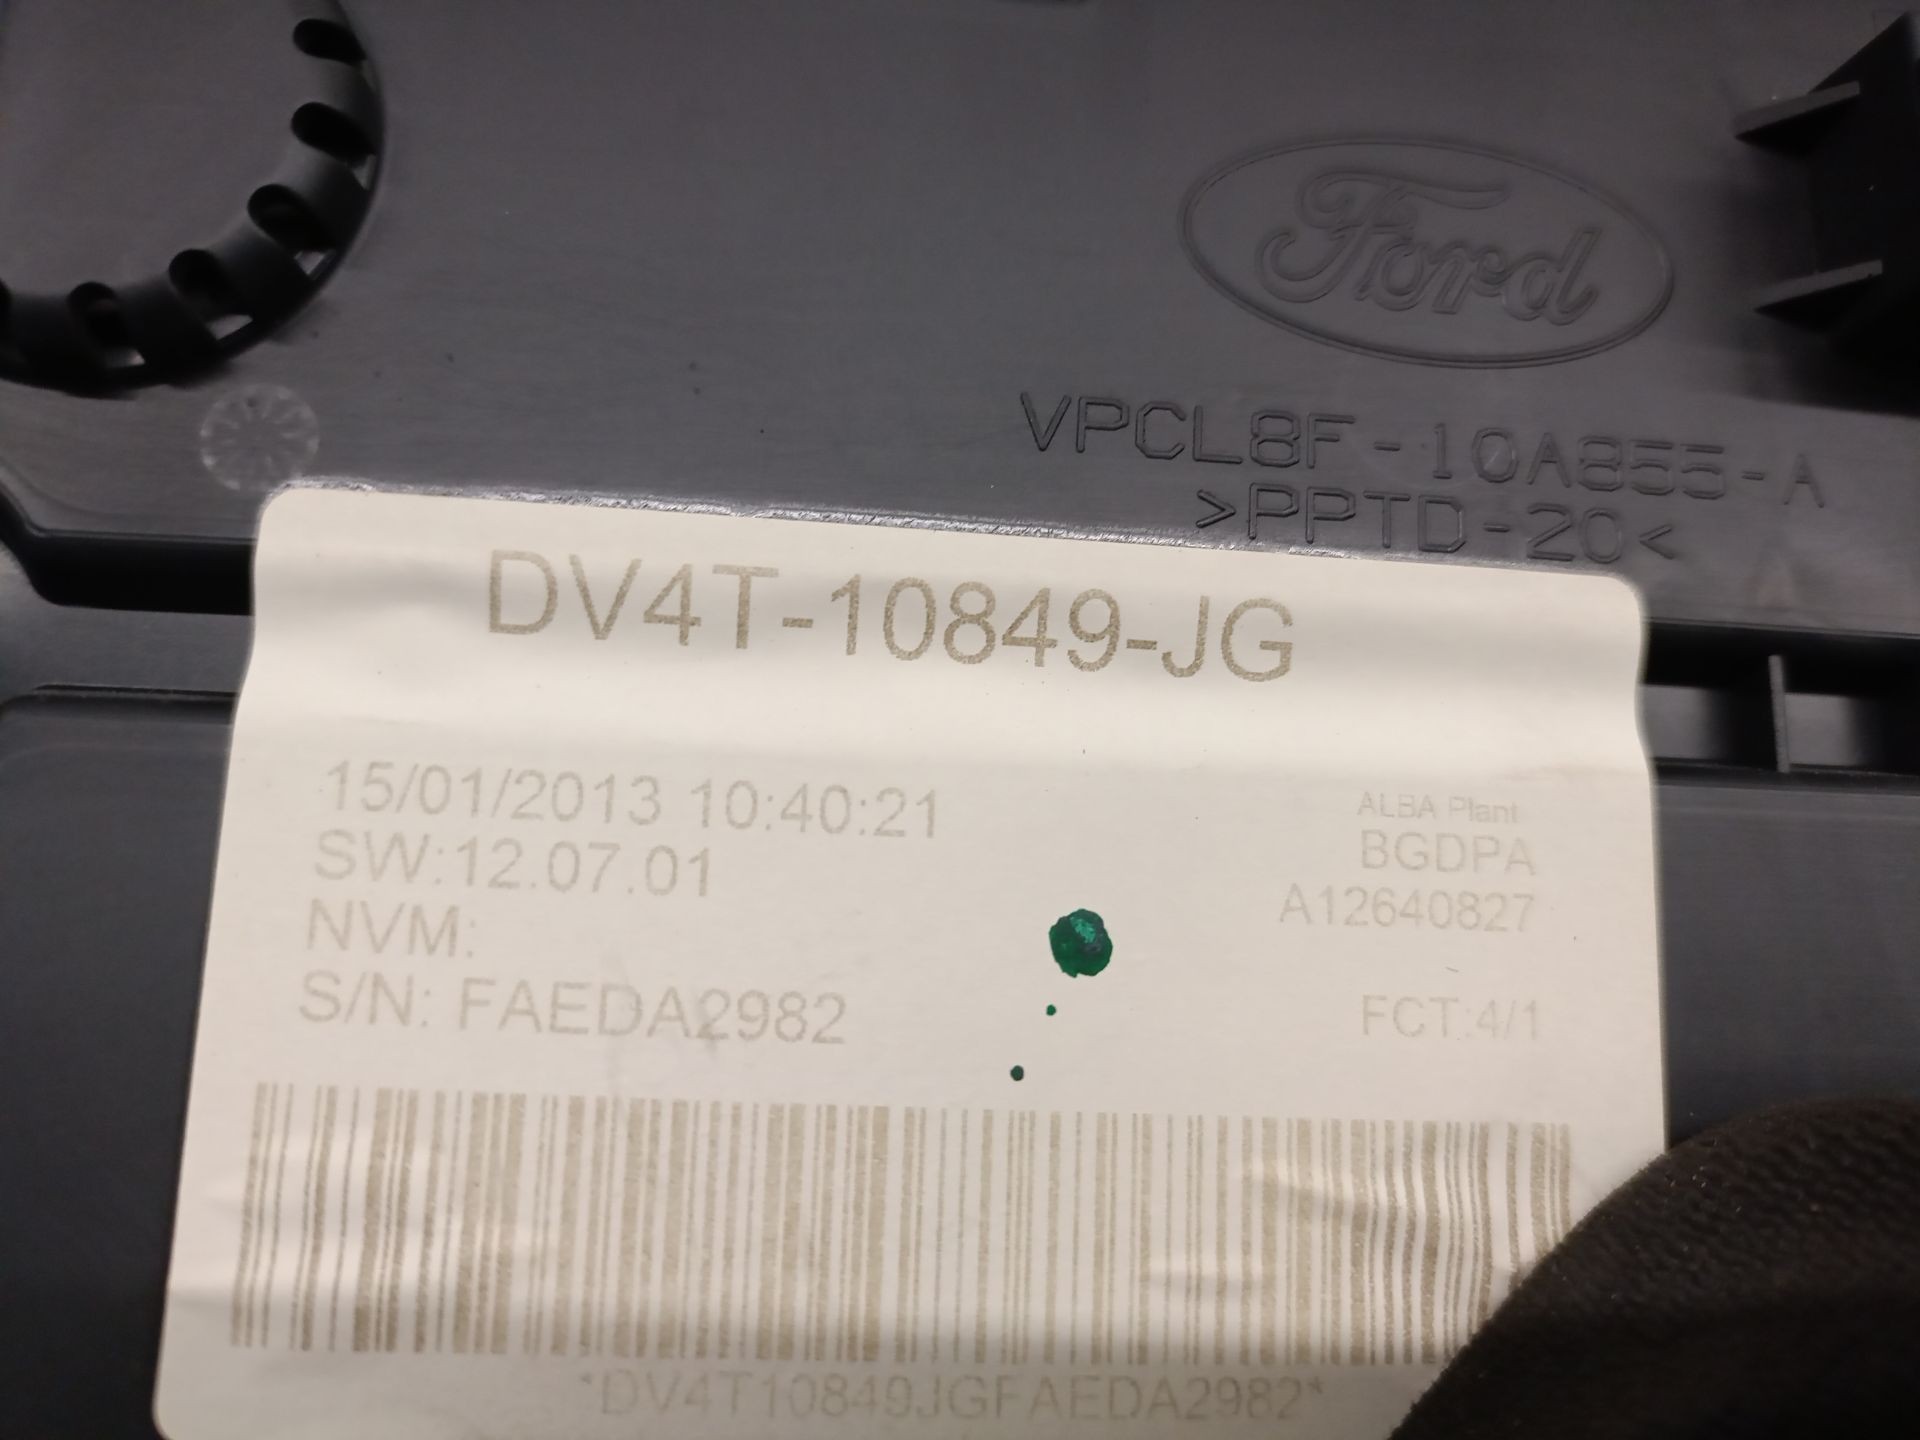 Ford
VPCL8F-10A855-A
>PPTD-20<
DV4T-10849-JG
15/01/2013 10:40:21
SW:12.07.01
NVM:
S/N: FAEDA2982
ALBA Plant
BGDPA
A12640827
FCT:4/1
*DV4T10849JGFAEDA2982*